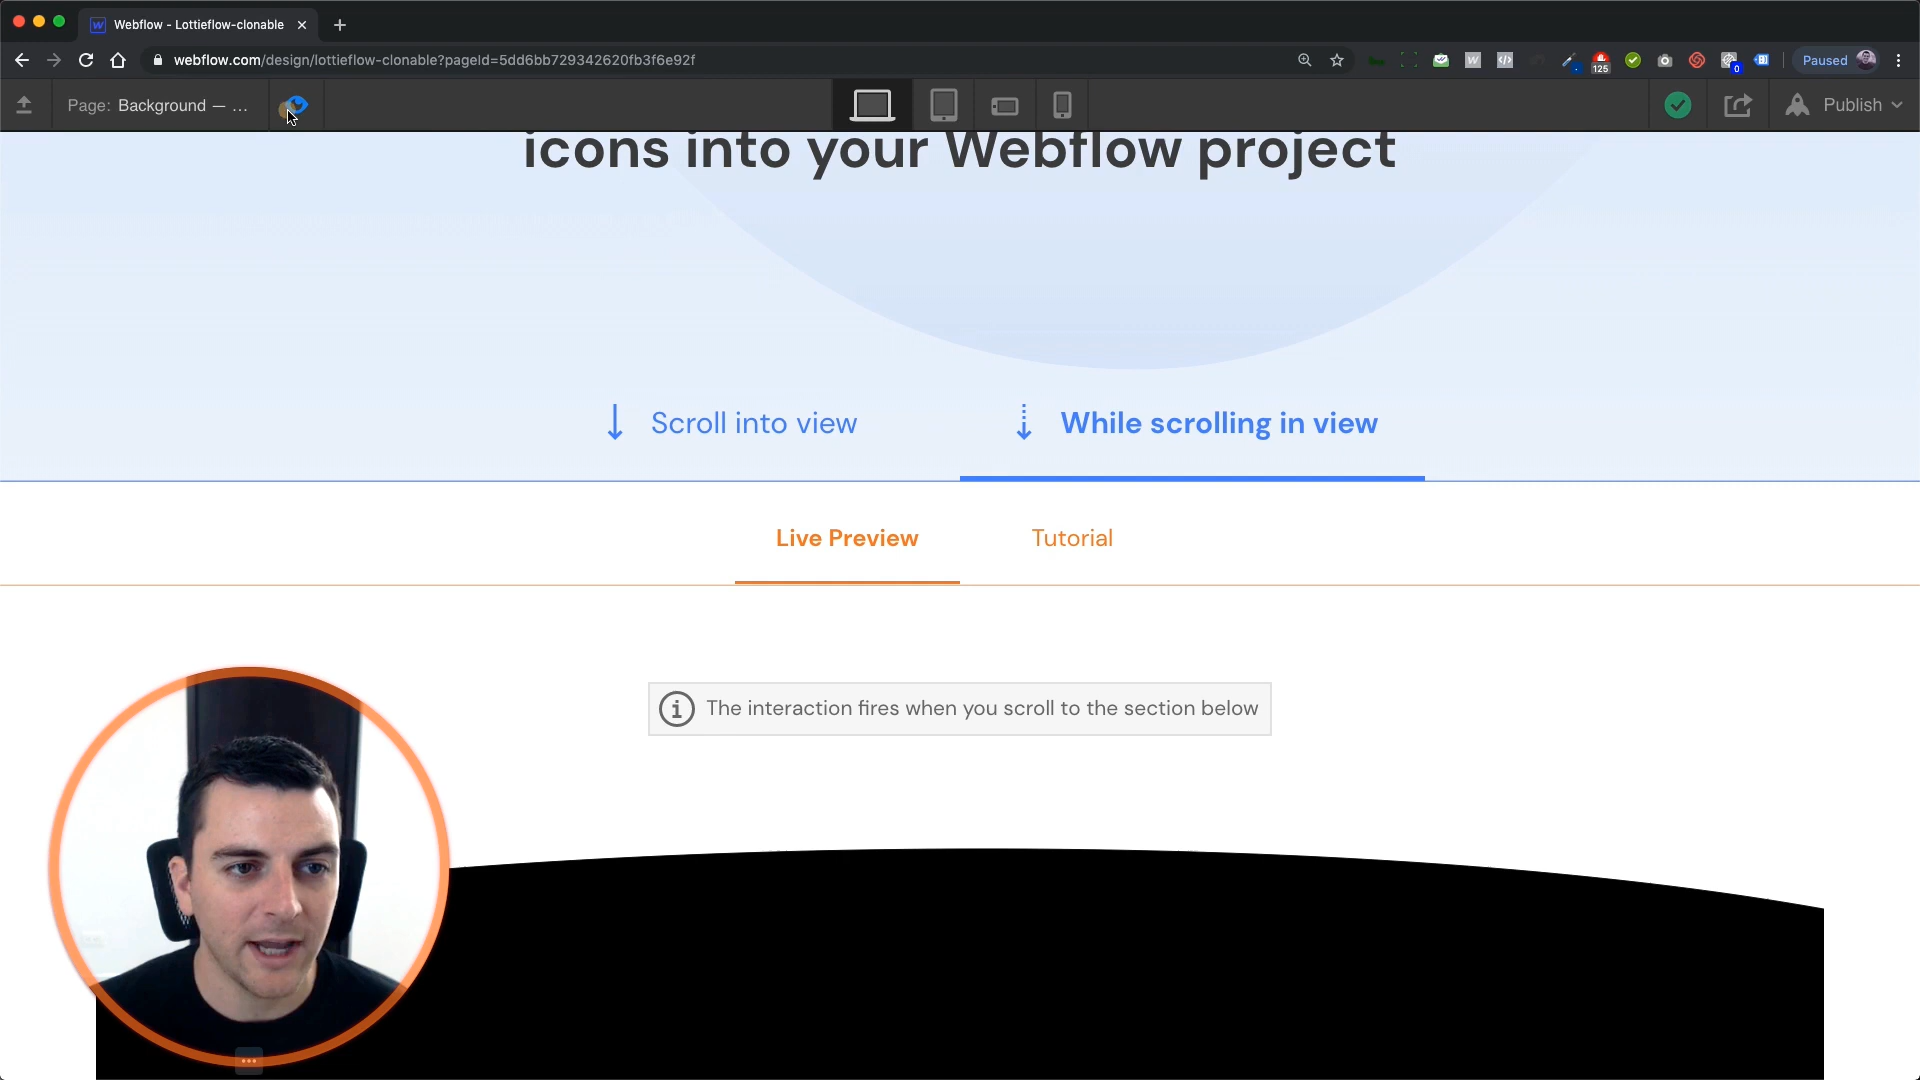 Webflow - Lottieflow-clonable
webflow.com/design/lottieflow-clonable?pageId=5dd6bb729342620fb3f6e92f
125
0
Paused
Page: Background — ...
Publish
icons into your Webflow project
Scroll into view
While scrolling in view
Live Preview
Tutorial
The interaction fires when you scroll to the section below